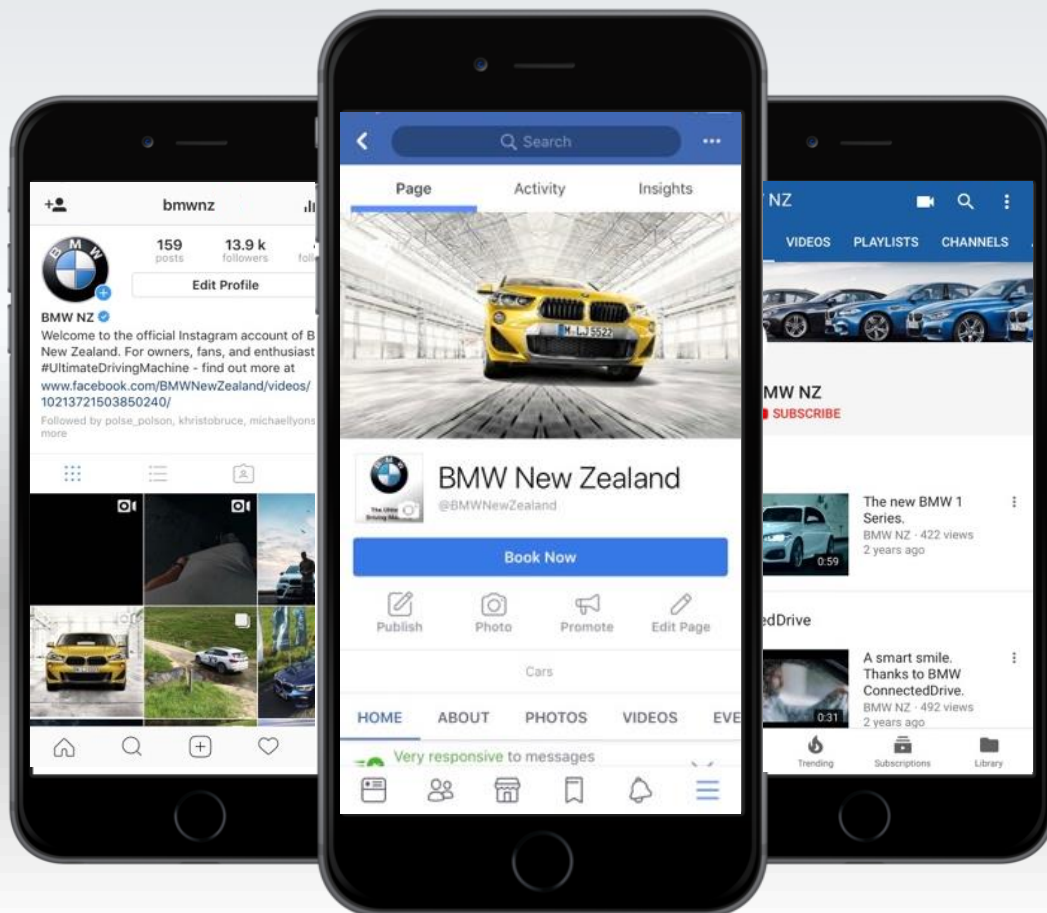 bmwnz
159
13.9 k
posts
followers
Edit Profile
BMW NZ
Welcome to the official Instagram account of B
New Zealand. For owners, fans, and enthusiast
#UltimateDrivingMachine - find out more at
www.facebook.com/BMWNewZealand/videos/
10213721503850240/
Followed by polse_polson, khristobruce, michaellyons
more
Search
Page Activity Insights
M·LJ 5522
BMW New Zealand
@BMWNewZealand
Book Now
Publish Photo Promote Edit Page
Cars
HOME ABOUT PHOTOS VIDEOS EVE
Very responsive to messages
NZ
VIDEOS PLAYLISTS CHANNELS
MW NZ
SUBSCRIBE
The new BMW 1
Series.
BMW NZ · 422 views
2 years ago
0:59
edDrive
A smart smile.
Thanks to BMW
ConnectedDrive.
BMW NZ · 492 views
2 years ago
0:31
Trending Subscriptions Library